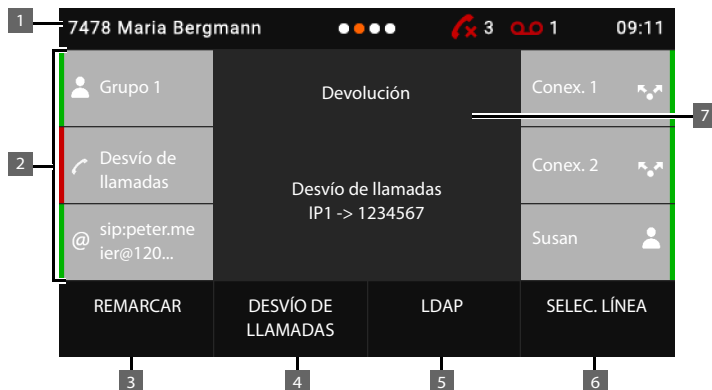 1
7478 Maria Bergmann
3
1
09:11
2
Grupo 1
Desvío de
llamadas
@
sip:peter.me
ier@120...
Devolución
Desvío de llamadas
IP1 -> 1234567
Conex. 1
Conex. 2
Susan
7
REMARCAR
DESVÍO DE
LLAMADAS
LDAP
SELEC. LÍNEA
3
4
5
6